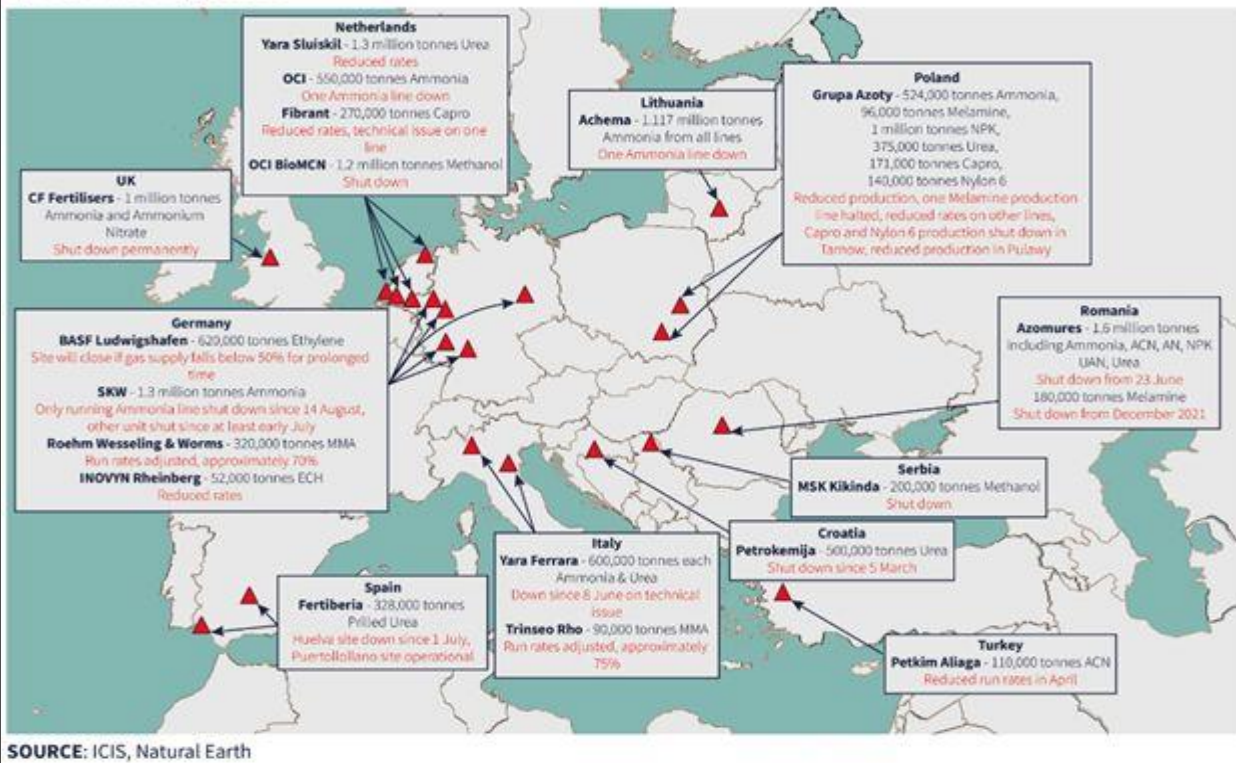 Netherlands
Yara Sluiskil - 1.3 million tonnes Urea
Reduced rates
OCI - 550,000 tonnes Ammonia
One Ammonia line down
Fibrant - 270,000 tonnes Capro
Reduced rates, technical issue on one
line
OCI BioMCN - 1.2 million tonnes Methanol
Shut down
Lithuania
Achema - 1.117 million tonnes
Ammonia from all lines
One Ammonia line down
Poland
Grupa Azoty - 524,000 tonnes Ammonia,
96,000 tonnes Melamine,
1 million tonnes NPK,
375,000 tonnes Urea,
171,000 tonnes Capro,
140,000 tonnes Nylon 6
Reduced production, one Melamine production
line halted, reduced rates on other lines,
Capro and Nylon 6 production shut down in
Tarnow, reduced production in Pulawy
UK
CF Fertilisers - 1 million tonnes
Ammonia and Ammonium
Nitrate
Shut down permanently
Germany
BASF Ludwigshafen - 620,000 tonnes Ethylene
Site will close if gas supply falls below 50% for prolonged
time
SKW - 1.3 million tonnes Ammonia
Only running Ammonia line shut down since 14 August,
other unit shut since at least early July
Roehm Wesseling & Worms - 320,000 tonnes MMA
Run rates adjusted, approximately 70%
INOVYN Rheinberg - 52,000 tonnes ECH
Reduced rates
Romania
Azomures - 1.6 million tonnes
including Ammonia, ACN, AN, NPK
UAN, Urea
Shut down from 23 June
180,000 tonnes Melamine
Shut down from December 2021
Serbia
MSK Kikinda - 200,000 tonnes Methanol
Shut down
Croatia
Petrokemija - 500,000 tonnes Urea
Shut down since 5 March
Italy
Yara Ferrara - 600,000 tonnes each
Ammonia & Urea
Down since 8 June on technical
issue
Trinseo Rho - 90,000 tonnes MMA
Run rates adjusted, approximately
75%
Spain
Fertiberia - 328,000 tonnes
Prilled Urea
Huelva site down since 1 July,
Puertollolano site operational
Turkey
Petkim Aliaga - 110,000 tonnes ACN
Reduced run rates in April
SOURCE: ICIS, Natural Earth